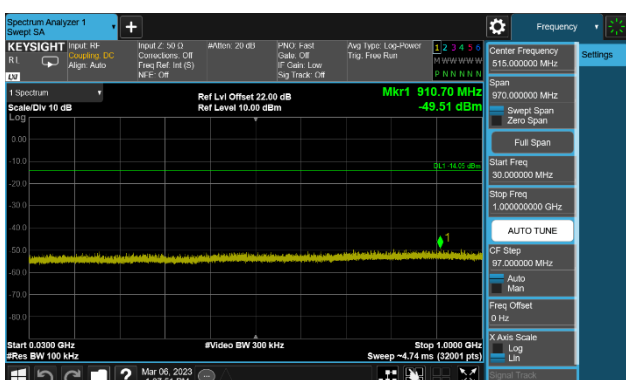 Spectrum Analyzer 1
Swept SA
+
Frequency
KEYSIGHT
RL
LXI
Input: RF
Coupling: DC
Align: Auto
Input Z: 50 Ω
Corrections: Off
Freq Ref: Int (S)
NFE: Off
#Atten: 20 dB
PNO: Fast
Gate: Off
IF Gain: Low
Sig Track: Off
Avg Type: Log-Power
Trig: Free Run
1 2 3 4 5 6
M W W W W W
P N N N N N
Center Frequency
515.000000 MHz
Settings
Span
970.000000 MHz
Swept Span
Zero Span
Full Span
Start Freq
30.000000 MHz
Stop Freq
1.000000000 GHz
AUTO TUNE
CF Step
97.000000 MHz
Auto
Man
Freq Offset
0 Hz
X Axis Scale
Log
Lin
Signal Track
1 Spectrum
Scale/Div 10 dB
Log
Ref Lvl Offset 22.00 dB
Ref Level 10.00 dBm
Mkr1 910.70 MHz
-49.51 dBm
0.00
-10.0
DL1 -14.05 dBm
-20.0
-30.0
-40.0
1
-50.0
-60.0
-70.0
-80.0
Start 0.0300 GHz
#Res BW 100 kHz
#Video BW 300 kHz
Stop 1.0000 GHz
Sweep ~4.74 ms (32001 pts)
?
Mar 06, 2023